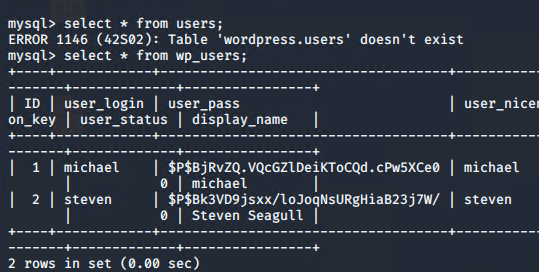 mysql> select * from users;
ERROR 1146 (42S02): Table 'wordpress.users' doesn't exist
mysql> select * from wp_users;
+----+------------+------------------------------------+-----------
-------+-------------+----------------+
| ID | user_login | user_pass                          | user_nicen
on_key | user_status | display_name   |
+----+------------+------------------------------------+-----------
-------+-------------+----------------+
|  1 | michael    | $P$BjRvZQ.VQcGZlDeiKToCQd.cPw5XCe0 | michael
       |           0 | michael        |
|  2 | steven     | $P$Bk3VD9jsxx/loJoqNsURgHiaB23j7W/ | steven
       |           0 | Steven Seagull |
+----+------------+------------------------------------+-----------
-------+-------------+----------------+
2 rows in set (0.00 sec)